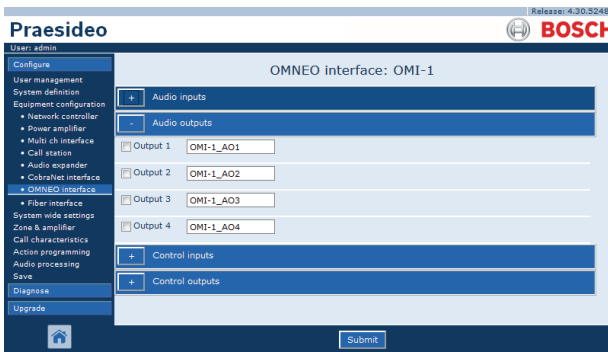 Release: 4.30.5248
Praesideo
BOSCH
User: admin
Configure
User management
System definition
Equipment configuration
• Network controller
• Power amplifier
• Multi ch interface
• Call station
• Audio expander
• CobraNet interface
• OMNEO interface
• Fiber interface
System wide settings
Zone & amplifier
Call characteristics
Action programming
Audio processing
Save
Diagnose
Upgrade
OMNEO interface: OMI-1
+ Audio inputs
- Audio outputs
Output 1 OMI-1_AO1
Output 2 OMI-1_AO2
Output 3 OMI-1_AO3
Output 4 OMI-1_AO4
+ Control inputs
+ Control outputs
Submit